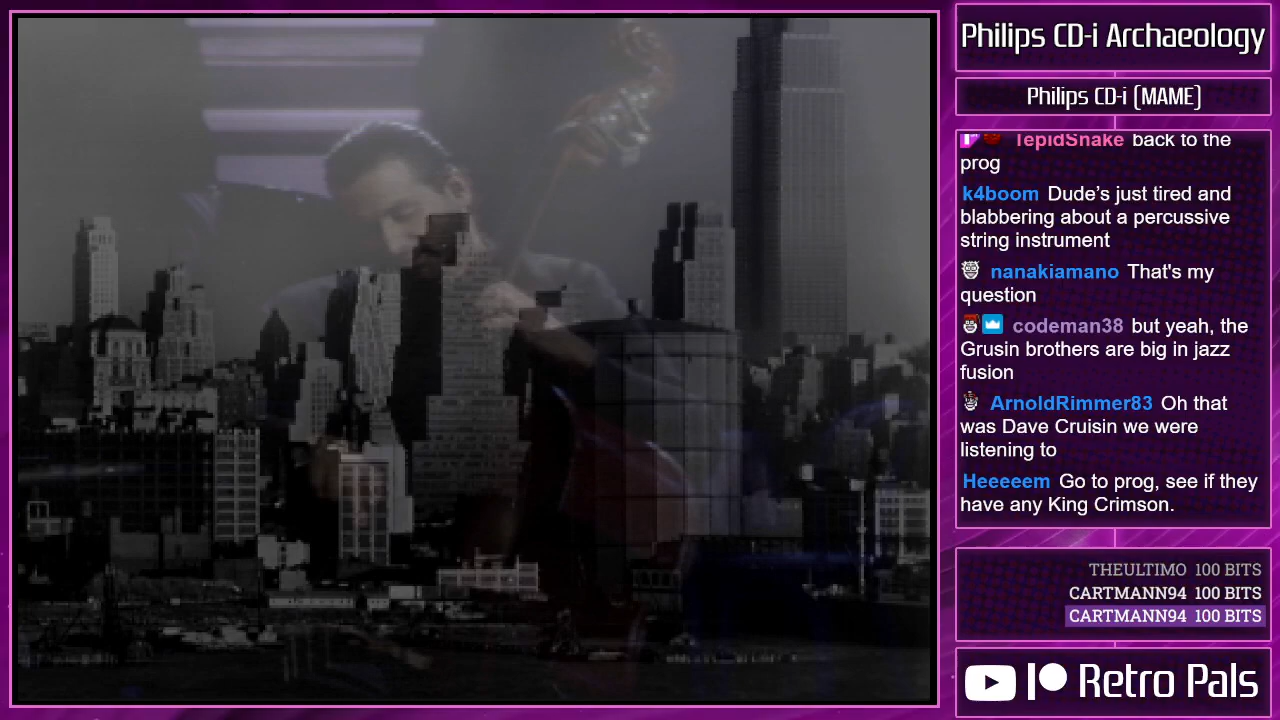 Philips CD-i Archaeology
Philips CD-i (MAME)
TepidSnake back to the
prog
k4boom Dude’s just tired and
blabbering about a percussive
string instrument
nanakiamano That's my
question
codeman38 but yeah, the
Grusin brothers are big in jazz
fusion
ArnoldRimmer83 Oh that
was Dave Cruisin we were
listening to
Heeeeem Go to prog, see if they
have any King Crimson.
THEULTIMO 100 BITS
CARTMANN94 100 BITS
CARTMANN94 100 BITS
Retro Pals